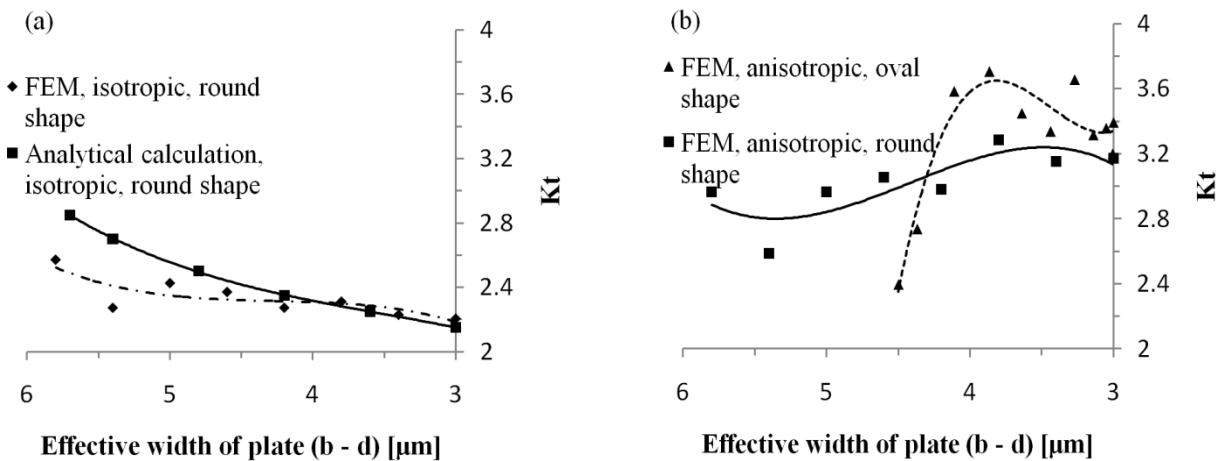 (a)
FEM, isotropic, round
shape
Analytical calculation,
isotropic, round shape
4
3.6
3.2
2.8
2.4
2
Kt
6
5
4
3
Effective width of plate (b - d) [µm]
(b)
FEM, anisotropic, oval
shape
FEM, anisotropic, round
shape
4
3.6
3.2
2.8
2.4
2
Kt
6
5
4
3
Effective width of plate (b - d) [µm]